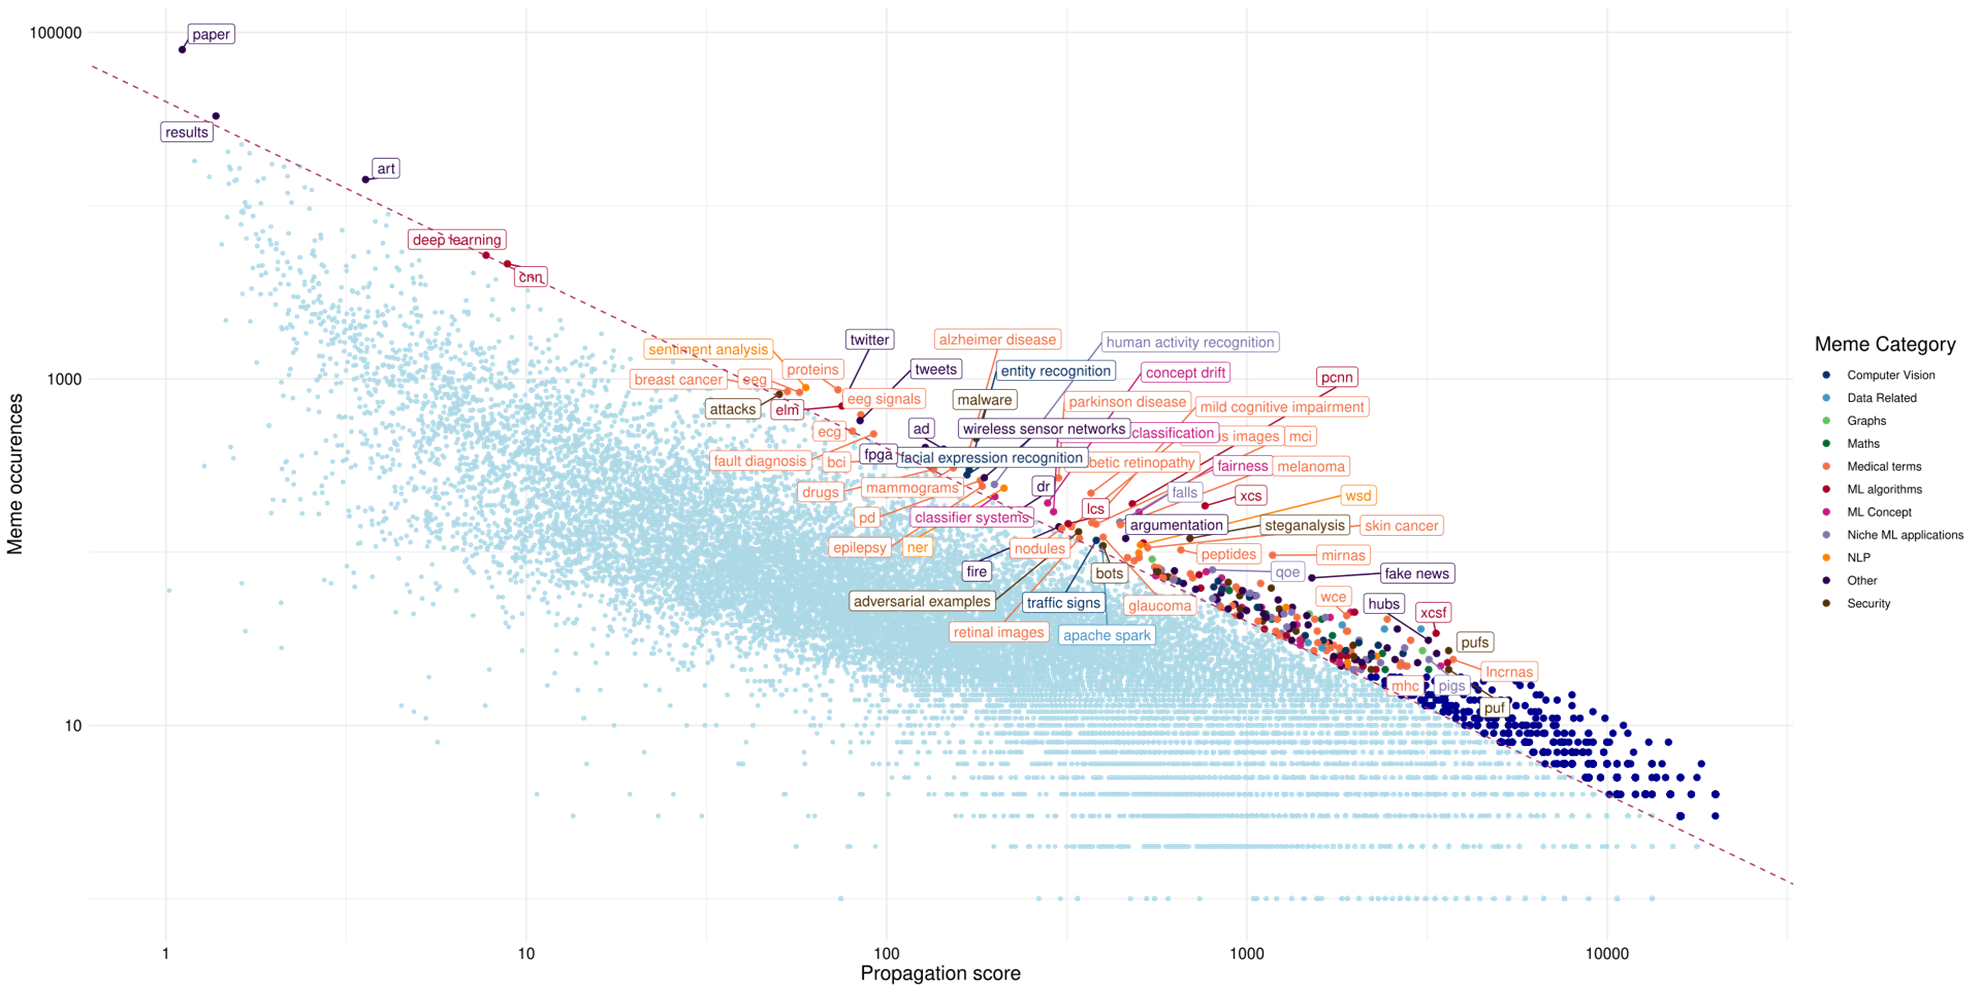 100000
1000
10
Meme occurences
1
10
100
1000
10000
Propagation score
paper
results
art
deep learning
cnn
twitter
alzheimer disease
human activity recognition
sentiment analysis
proteins
tweets
entity recognition
concept drift
pcnn
breast cancer
eeg
eeg signals
malware
parkinson disease
mild cognitive impairment
attacks
elm
ecg
ad
wireless sensor networks
classification
s images
mci
fault diagnosis
bci
fpga
facial expression recognition
betic retinopathy
fairness
melanoma
drugs
mammograms
dr
falls
xcs
wsd
pd
classifier systems
lcs
argumentation
steganalysis
skin cancer
epilepsy
ner
nodules
peptides
mirnas
fire
bots
qoe
fake news
adversarial examples
traffic signs
glaucoma
wce
hubs
xcsf
retinal images
apache spark
pufs
lncrnas
mhc
pigs
puf
Meme Category
Computer Vision
Data Related
Graphs
Maths
Medical terms
ML algorithms
ML Concept
Niche ML applications
NLP
Other
Security